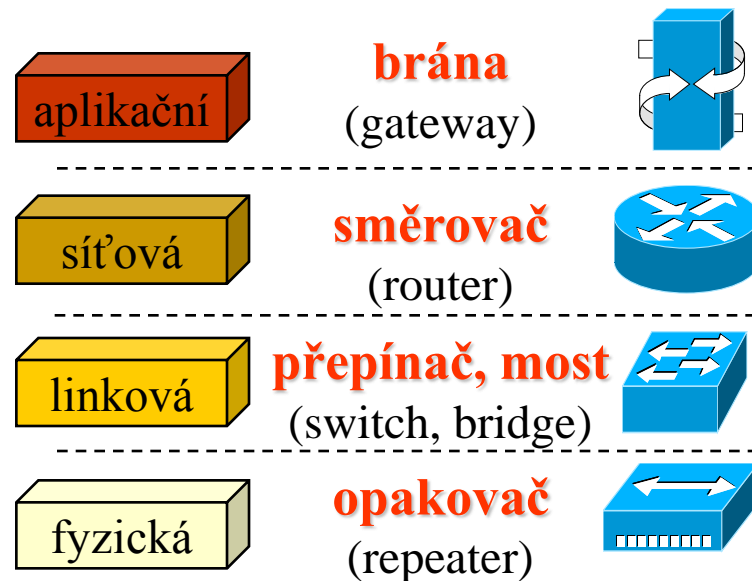 aplikační
brána
(gateway)
síťová
směrovač
(router)
linková
přepínač, most
(switch, bridge)
fyzická
opakovač
(repeater)